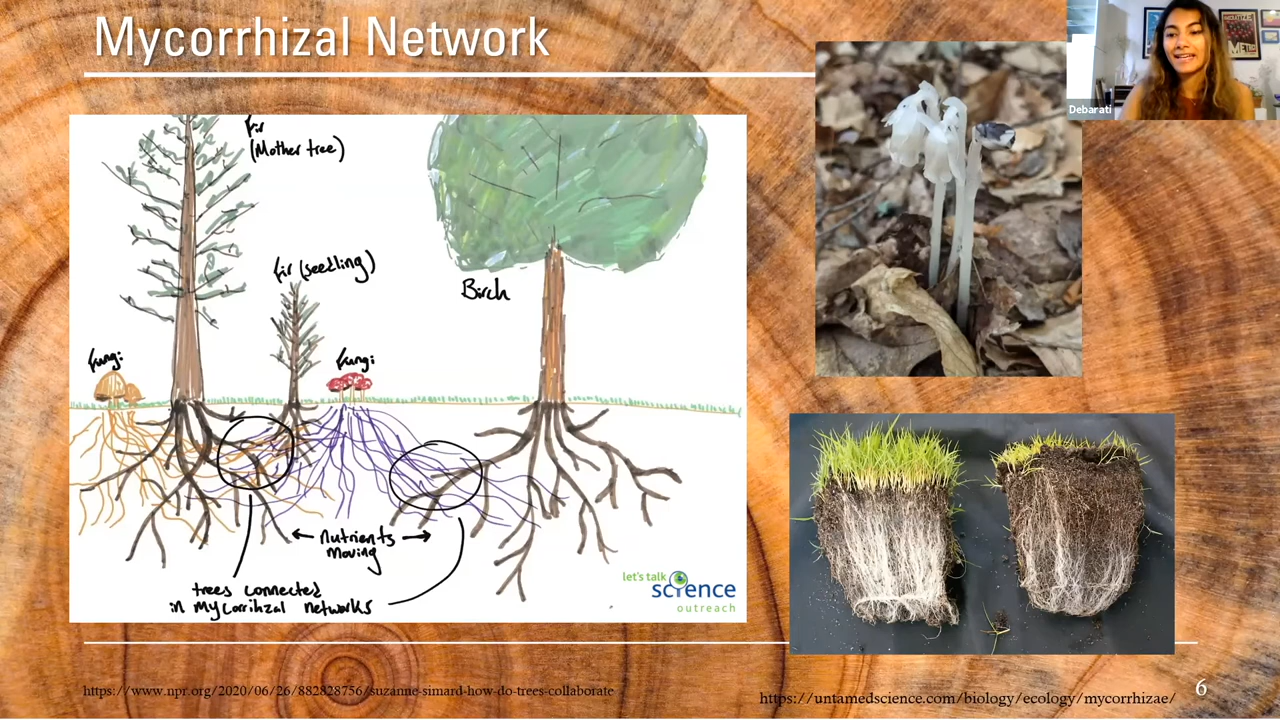 Mycorrhizal Network
Debarati
fir
(Mother tree)
fir (seedling)
Birch
fungi
fungi
← nutrients →
moving
trees connected
in mycorrihzal networks
let's talk
science
outreach
https://www.npr.org/2020/06/26/882828756/suzanne-simard-how-do-trees-collaborate
https://untamedscience.com/biology/ecology/mycorrhizae/
6